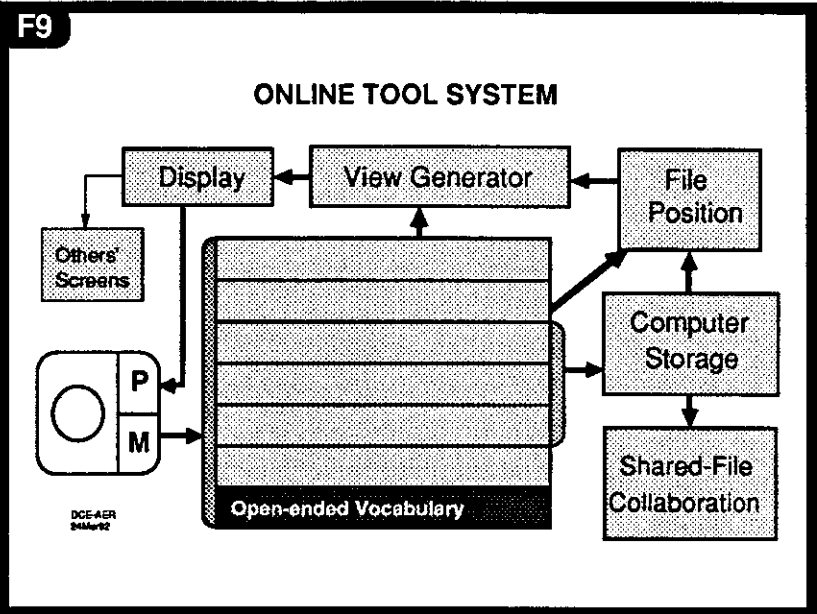 F9
ONLINE TOOL SYSTEM
Display
View Generator
File
Position
Others'
Screens
Computer
Storage
P
M
Shared-File
Collaboration
Open-ended Vocabulary
DCE-AER
24Mar92